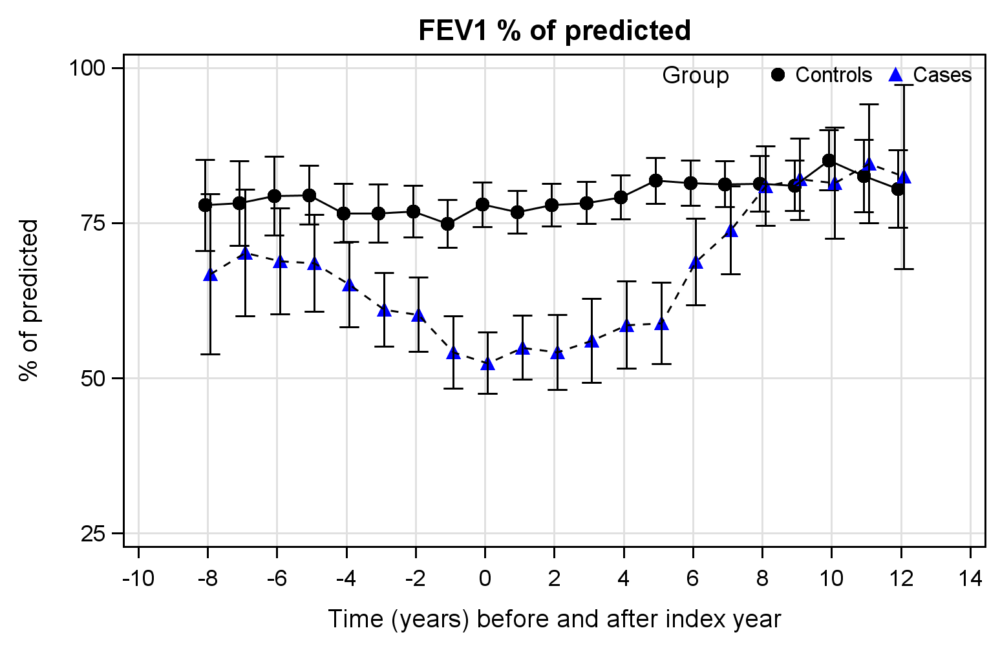 FEV1 % of predicted
Group Controls Cases
100
75
50
25
% of predicted
-10 -8 -6 -4 -2 0 2 4 6 8 10 12 14
Time (years) before and after index year